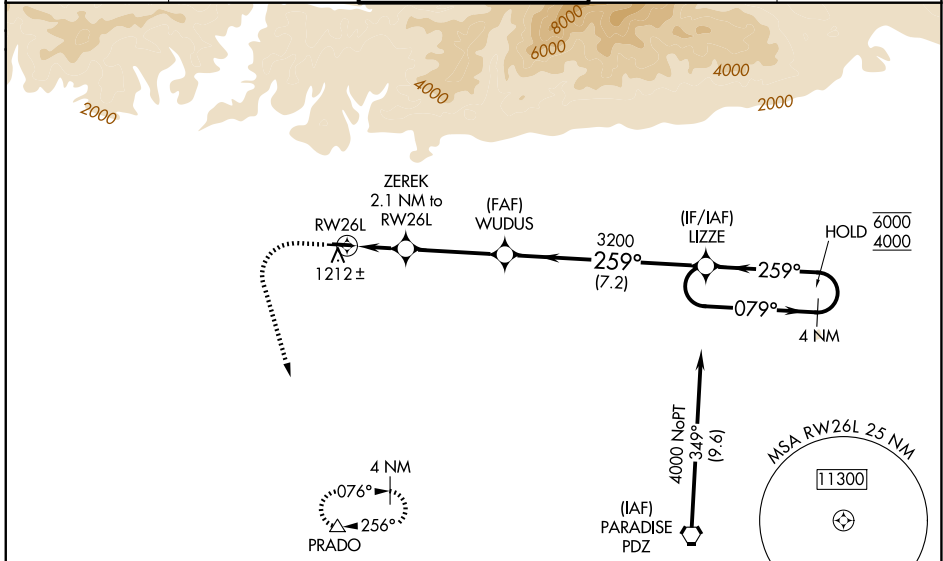 8000
6000
4000
4000
2000
2000
ZEREK
2.1 NM to
RW26L
(FAF)
WUDUS
(IF/IAF)
LIZZE
HOLD
6000
4000
RW26L
1212 ±
3200
259°
(7.2)
259°
079°
4 NM
4000 NoPT
349°
(9.6)
(IAF)
PARADISE
PDZ
4 NM
076°
256°
PRADO
MSA RW26L 25 NM
11300